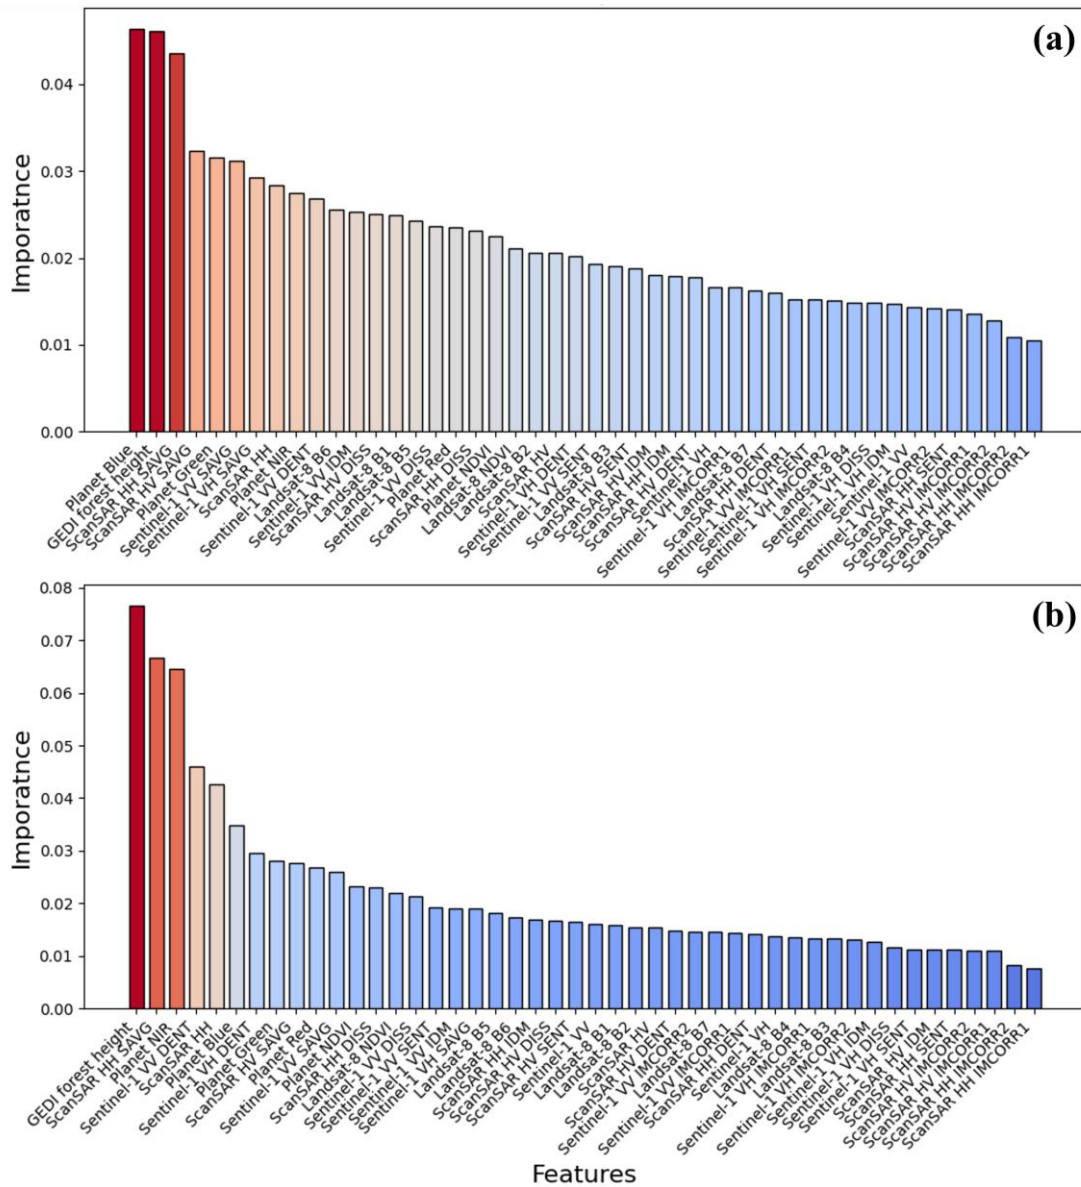 (a)
Imporatnce
0.04
0.03
0.02
0.01
0.00
Planet Blue
GEDI forest height
ScanSAR HH SAVG
ScanSAR HV SAVG
Planet Green
Sentinel-1 VV SAVG
Sentinel-1 VH SAVG
ScanSAR HH
Planet NIR
Sentinel-1 VV DENT
Landsat-8 B6
Sentinel-1 VV IDM
ScanSAR HV DISS
Landsat-8 B1
Landsat-8 B5
Sentinel-1 VV DISS
Planet Red
ScanSAR HH DISS
Planet NDVI
Landsat-8 NDVI
Landsat-8 B2
ScanSAR HV
Sentinel-1 VH DENT
Sentinel-1 VV SENT
Landsat-8 B3
ScanSAR HV SENT
ScanSAR HV IDM
ScanSAR HH IDM
ScanSAR HV DENT
Sentinel-1 VH
Sentinel-1 VH IMCORR1
Landsat-8 B7
ScanSAR HH DENT
Sentinel-1 VV IMCORR1
Sentinel-1 VH IMCORR2
Sentinel-1 VH SENT
Landsat-8 B4
Sentinel-1 VH DISS
Sentinel-1 VH IDM
Sentinel-1 VV
Sentinel-1 VV IMCORR2
ScanSAR HH SENT
ScanSAR HV IMCORR1
ScanSAR HV IMCORR2
ScanSAR HH IMCORR2
ScanSAR HH IMCORR1
(b)
Imporatnce
0.08
0.07
0.06
0.05
0.04
0.03
0.02
0.01
0.00
GEDI forest height
ScanSAR HH SAVG
Planet NIR
Sentinel-1 VV DENT
ScanSAR HH
Planet Blue
Sentinel-1 VH DENT
Planet Green
ScanSAR HV SAVG
Planet Red
Sentinel-1 VV SAVG
Planet NDVI
ScanSAR HH DISS
Landsat-8 NDVI
Sentinel-1 VV DISS
Sentinel-1 VV SENT
Sentinel-1 VV IDM
Sentinel-1 VH SAVG
Landsat-8 B5
Landsat-8 B6
ScanSAR HH IDM
ScanSAR HV DISS
ScanSAR HV SENT
Sentinel-1 VV
Landsat-8 B1
Landsat-8 B2
ScanSAR HV
ScanSAR HV DENT
Sentinel-1 VV IMCORR2
Landsat-8 B7
Sentinel-1 VV IMCORR1
ScanSAR HH DENT
Sentinel-1 VH
Landsat-8 B4
Sentinel-1 VH IMCORR1
Landsat-8 B3
Sentinel-1 VH IMCORR2
Sentinel-1 VH IDM
Sentinel-1 VH DISS
Sentinel-1 VH SENT
ScanSAR HV IDM
ScanSAR HH SENT
ScanSAR HV IMCORR2
ScanSAR HV IMCORR1
ScanSAR HH IMCORR2
ScanSAR HH IMCORR1
Features